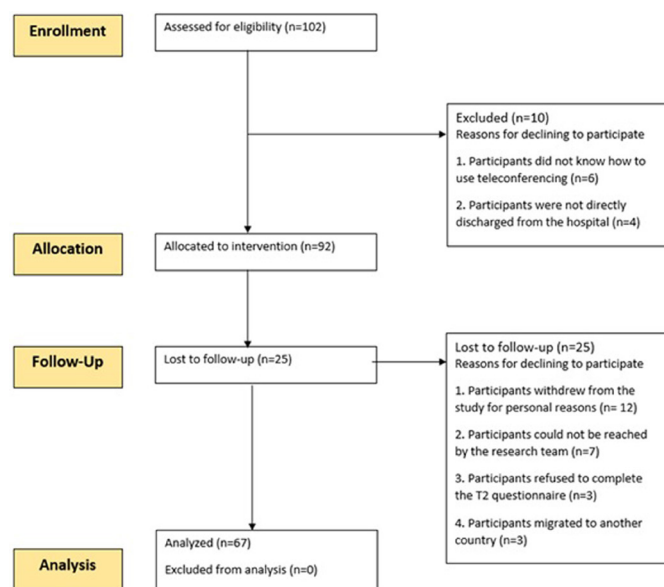 Enrollment
Assessed for eligibility (n=102)
Excluded (n=10)
Reasons for declining to participate
1. Participants did not know how to
use teleconferencing (n=6)
2. Participants were not directly
discharged from the hospital (n=4)
Allocation
Allocated to intervention (n=92)
Follow-Up
Lost to follow-up (n=25)
Lost to follow-up (n=25)
Reasons for declining to participate
1. Participants withdrew from the
study for personal reasons (n= 12)
2. Participants could not be reached
by the research team (n=7)
3. Participants refused to complete
the T2 questionnaire (n=3)
4. Participants migrated to another
country (n=3)
Analysis
Analyzed (n=67)
Excluded from analysis (n=0)